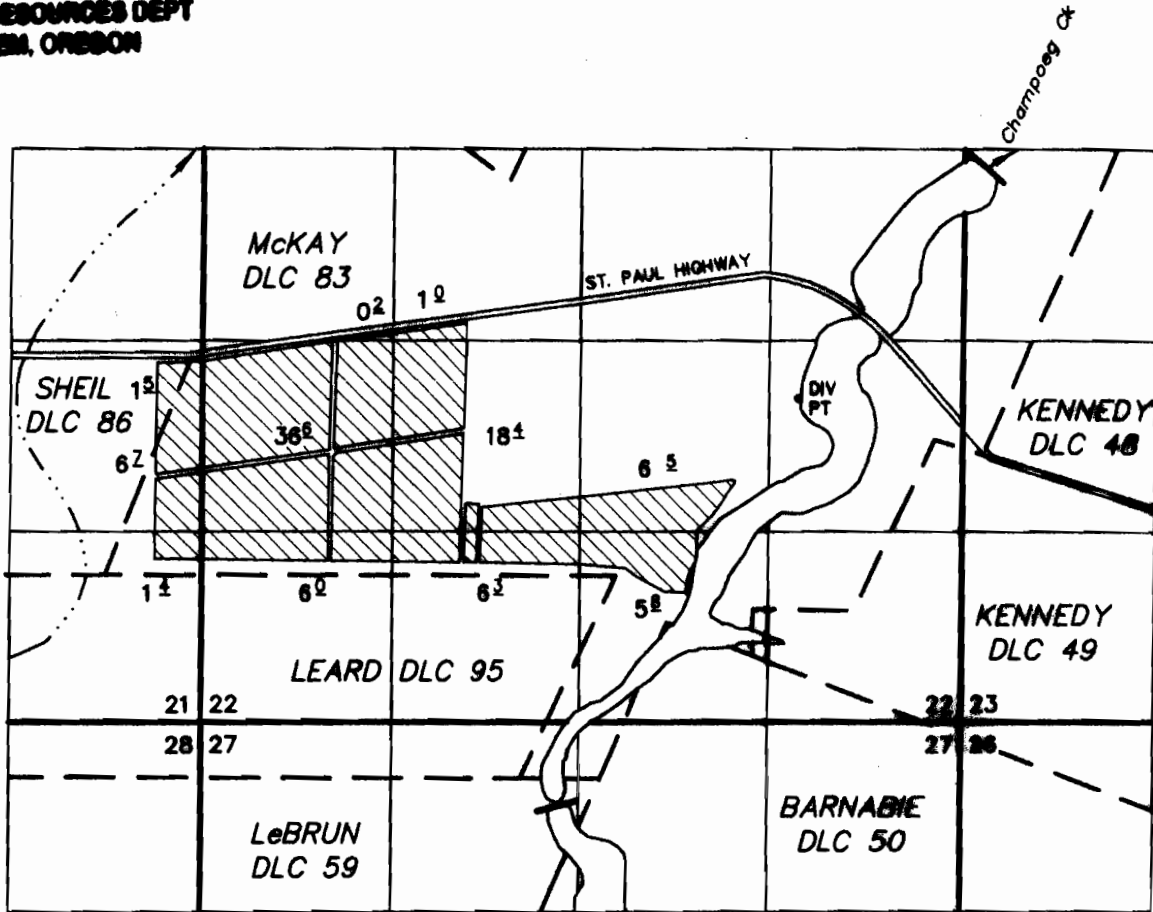 RESOURCES DEPT
OREGON
Champoeg Ck
McKAY
DLC 83
ST. PAUL HIGHWAY
0 2
1 0
SHEIL
DLC 86
1 5
DIV
PT
KENNEDY
DLC 48
36 6
18 4
6 7
6 5
1 4
6 0
6 3
5 8
KENNEDY
DLC 49
LEARD DLC 95
21 22
28 27
22 23
27 26
LeBRUN
DLC 59
BARNABIE
DLC 50